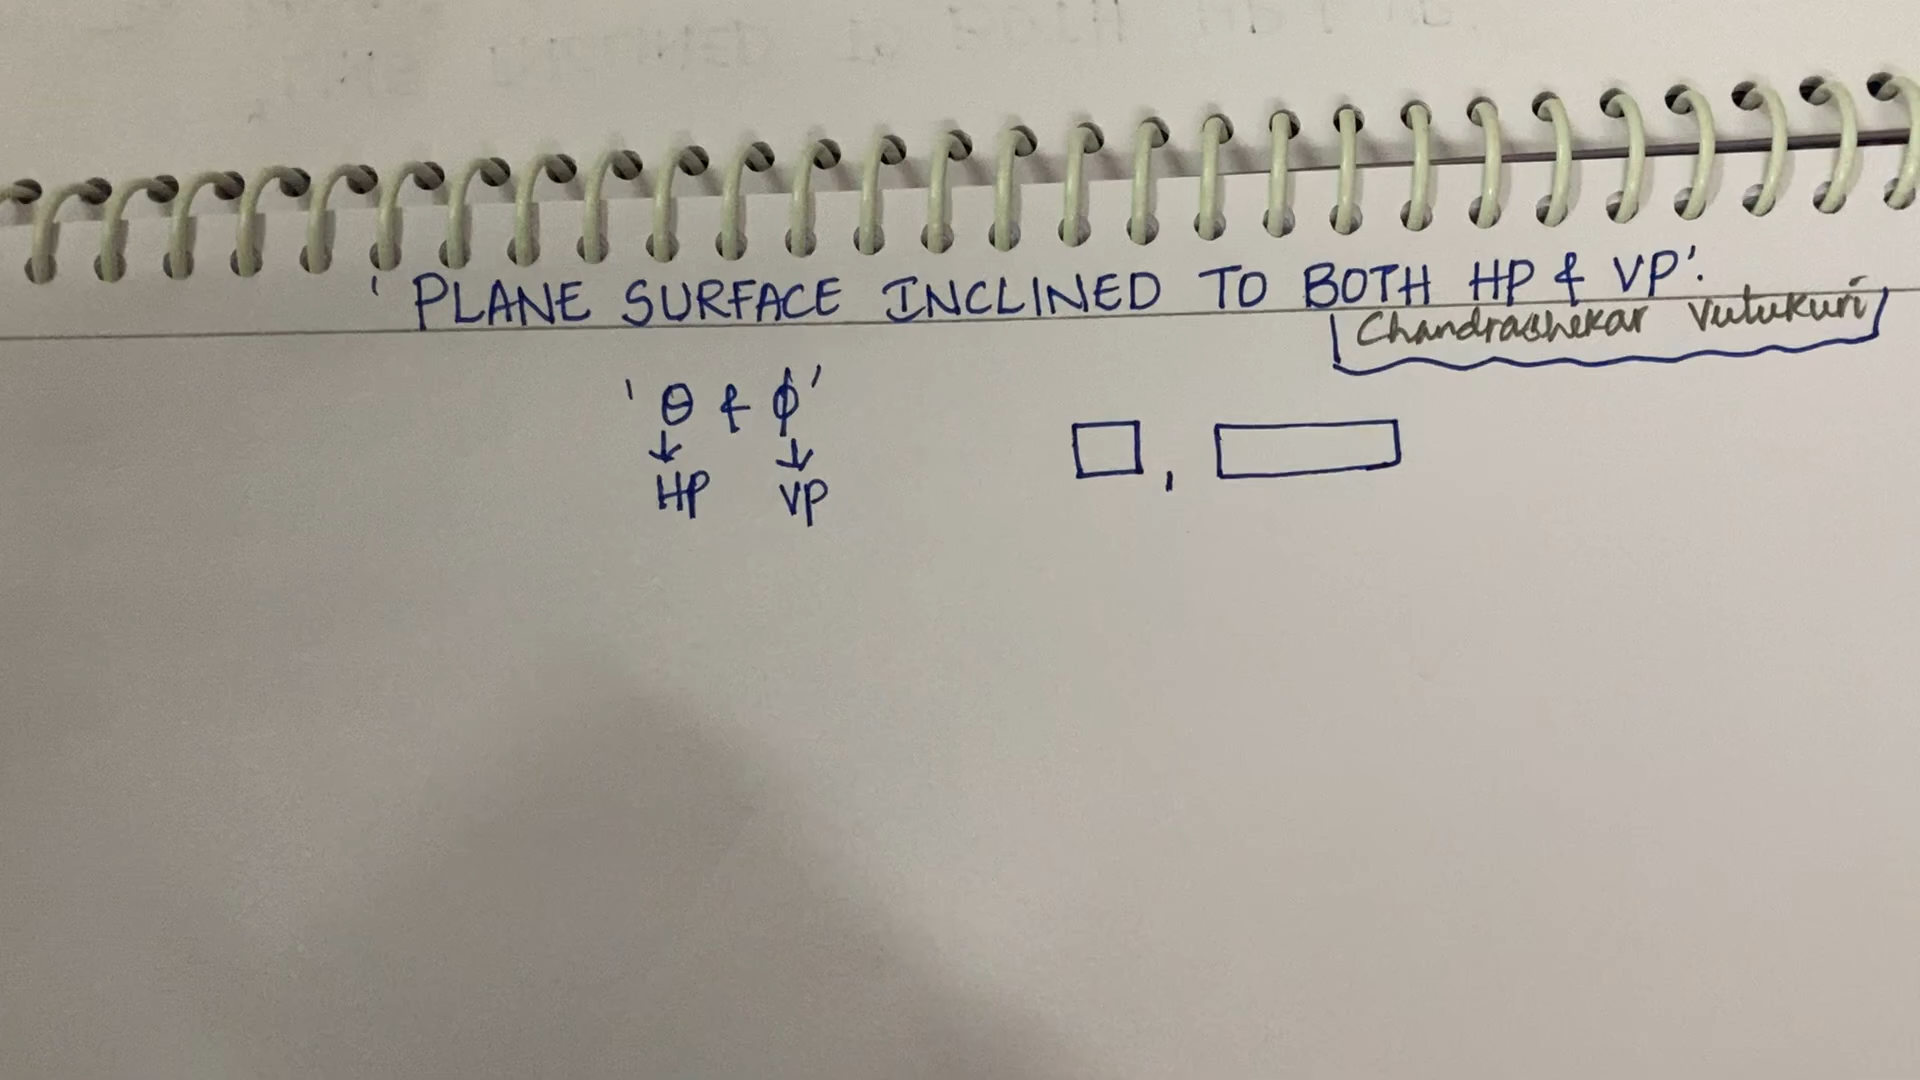 ' PLANE SURFACE INCLINED TO BOTH HP & VP'.
Chandrashekar Vutukuri
' θ & ϕ '
↓ ↓
HP VP
,